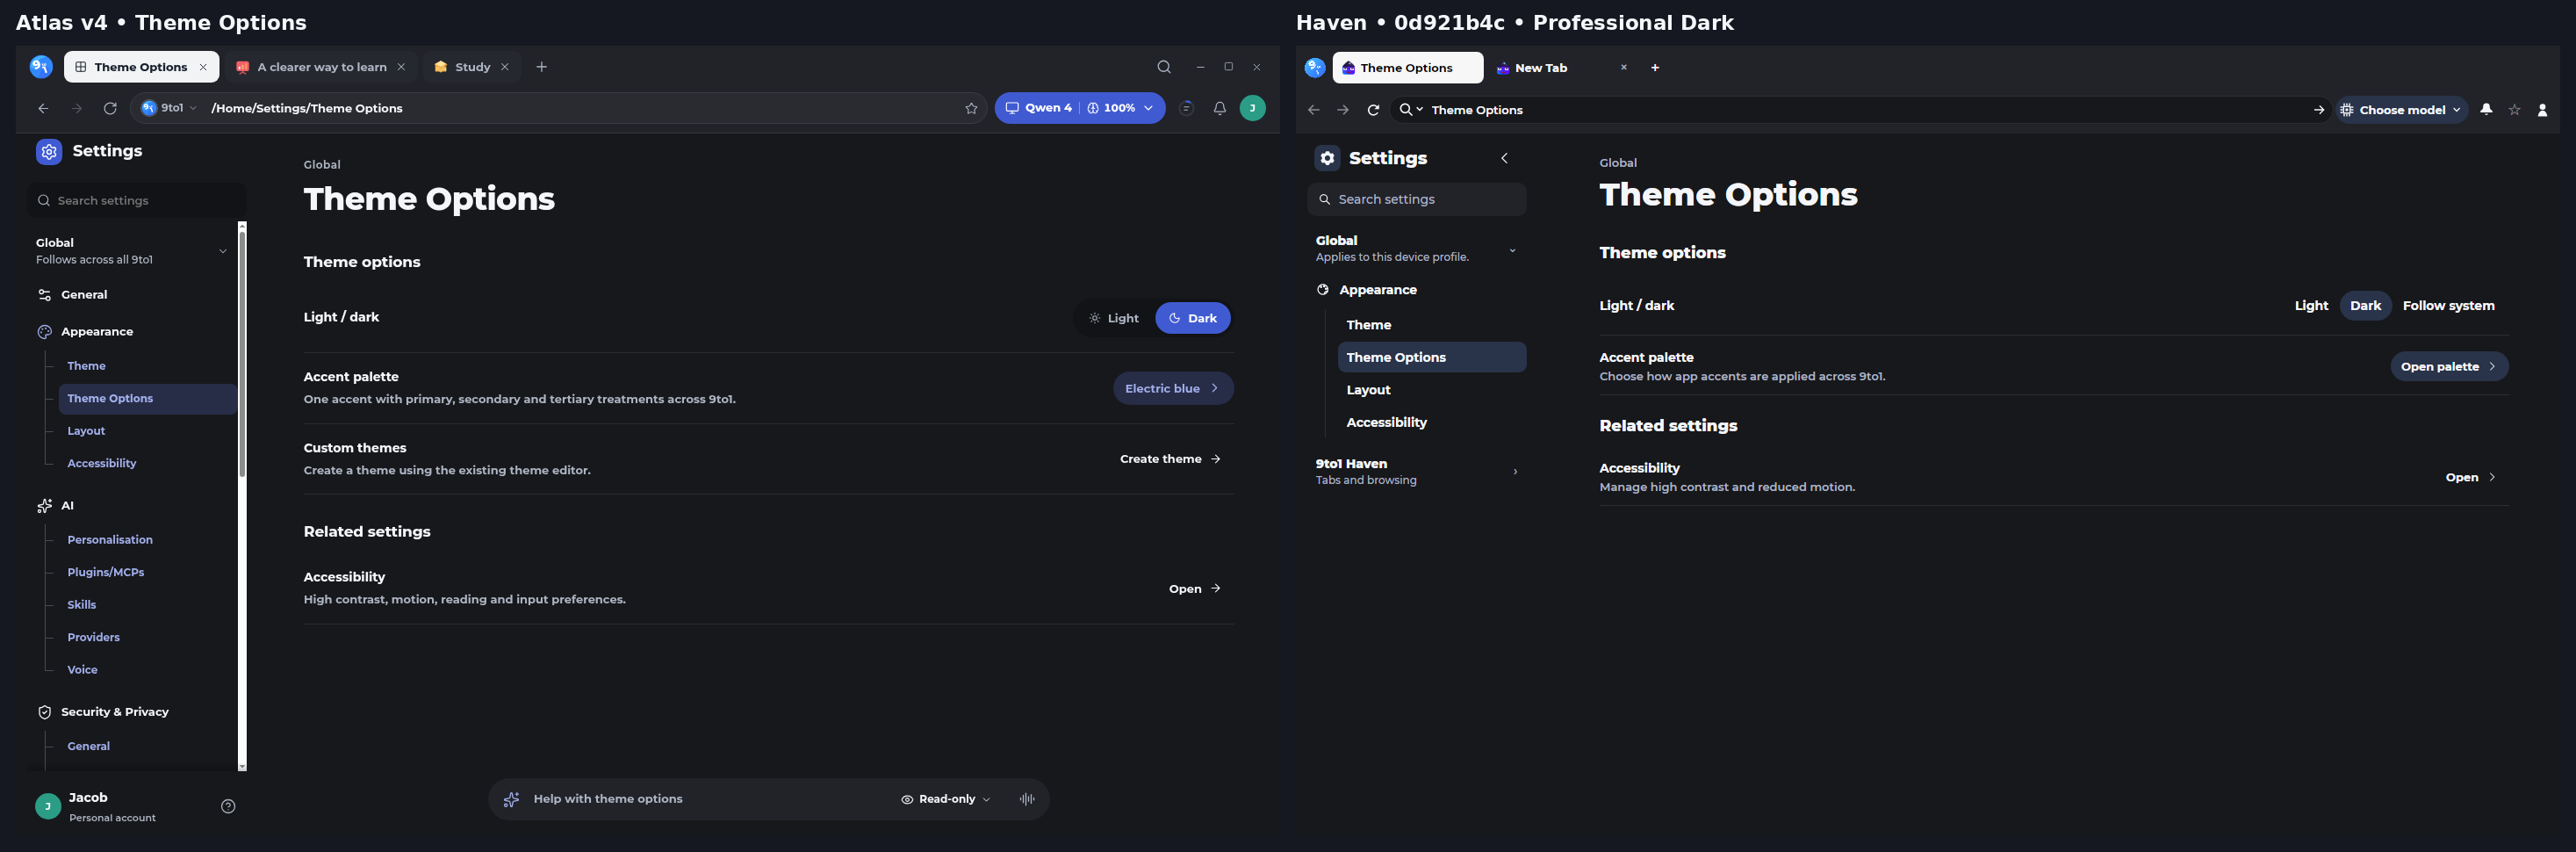 Atlas v4 • Theme Options
Theme Options
A clearer way to learn
Study
9to1
/Home/Settings/Theme Options
Qwen 4
100%
J
Settings
Search settings
Global
Follows across all 9to1
General
Appearance
Theme
Theme Options
Layout
Accessibility
AI
Personalisation
Plugins/MCPs
Skills
Providers
Voice
Security & Privacy
General
J
Jacob
Personal account
Global
Theme Options
Theme options
Light / dark
Light
Dark
Accent palette
One accent with primary, secondary and tertiary treatments across 9to1.
Electric blue
Custom themes
Create a theme using the existing theme editor.
Create theme
Related settings
Accessibility
High contrast, motion, reading and input preferences.
Open
Help with theme options
Read-only
Haven • 0d921b4c • Professional Dark
Theme Options
New Tab
Theme Options
Choose model
Settings
Search settings
Global
Applies to this device profile.
Appearance
Theme
Theme Options
Layout
Accessibility
9to1 Haven
Tabs and browsing
Global
Theme Options
Theme options
Light / dark
Light
Dark
Follow system
Accent palette
Choose how app accents are applied across 9to1.
Open palette
Related settings
Accessibility
Manage high contrast and reduced motion.
Open